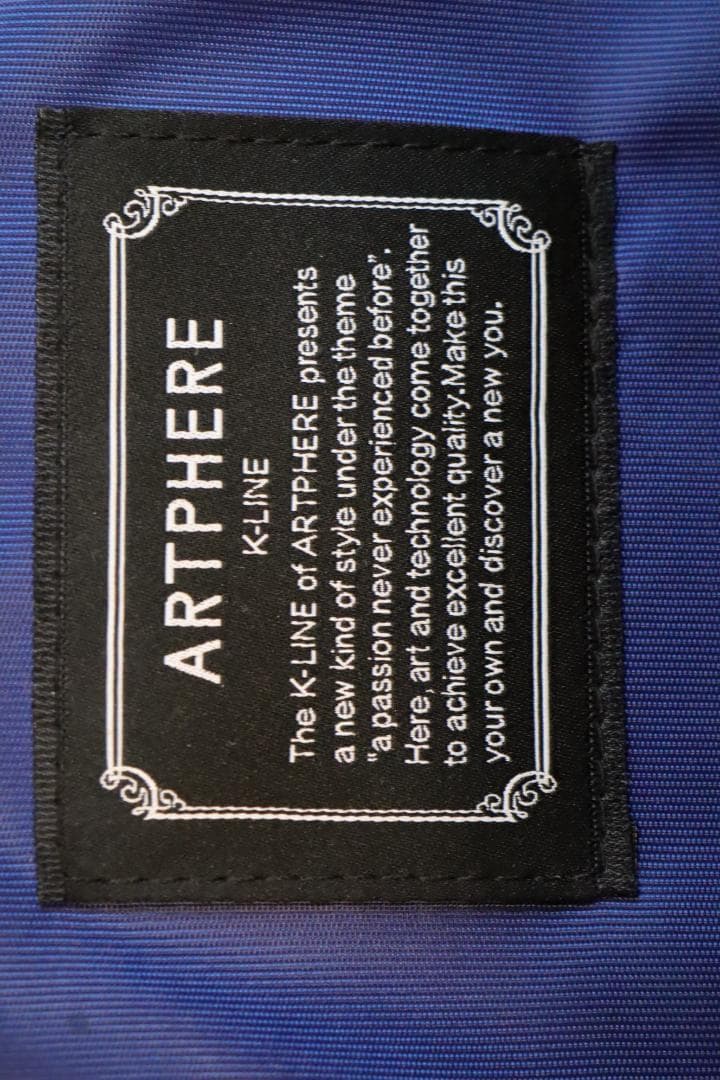 ARTPHERE
K-LINE
The K-LINE of ARTPHERE presents
a new kind of style under the theme
"a passion never experienced before".
Here, art and technology come together
to achieve excellent quality.Make this
your own and discover a new you.